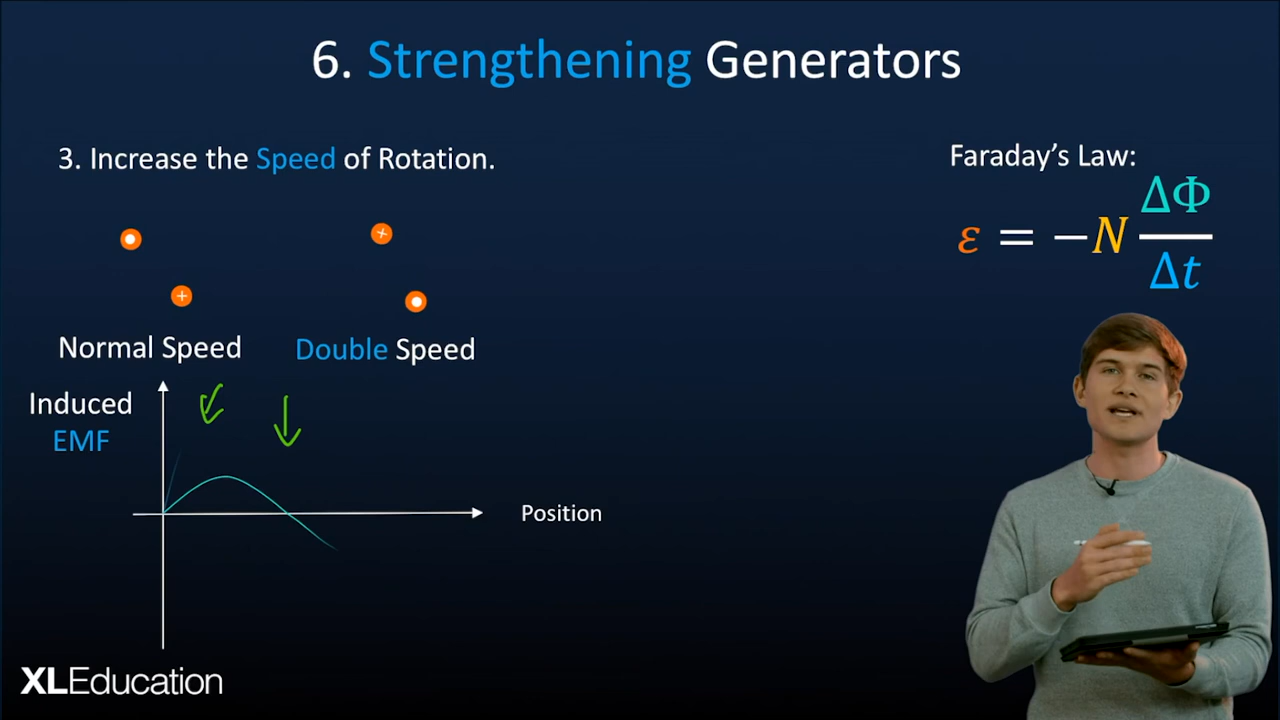 6. Strengthening Generators
3. Increase the Speed of Rotation.
Faraday's Law:
ε = −N ΔΦ
Δt
Normal Speed
Double Speed
Induced
EMF
Position
XLEducation